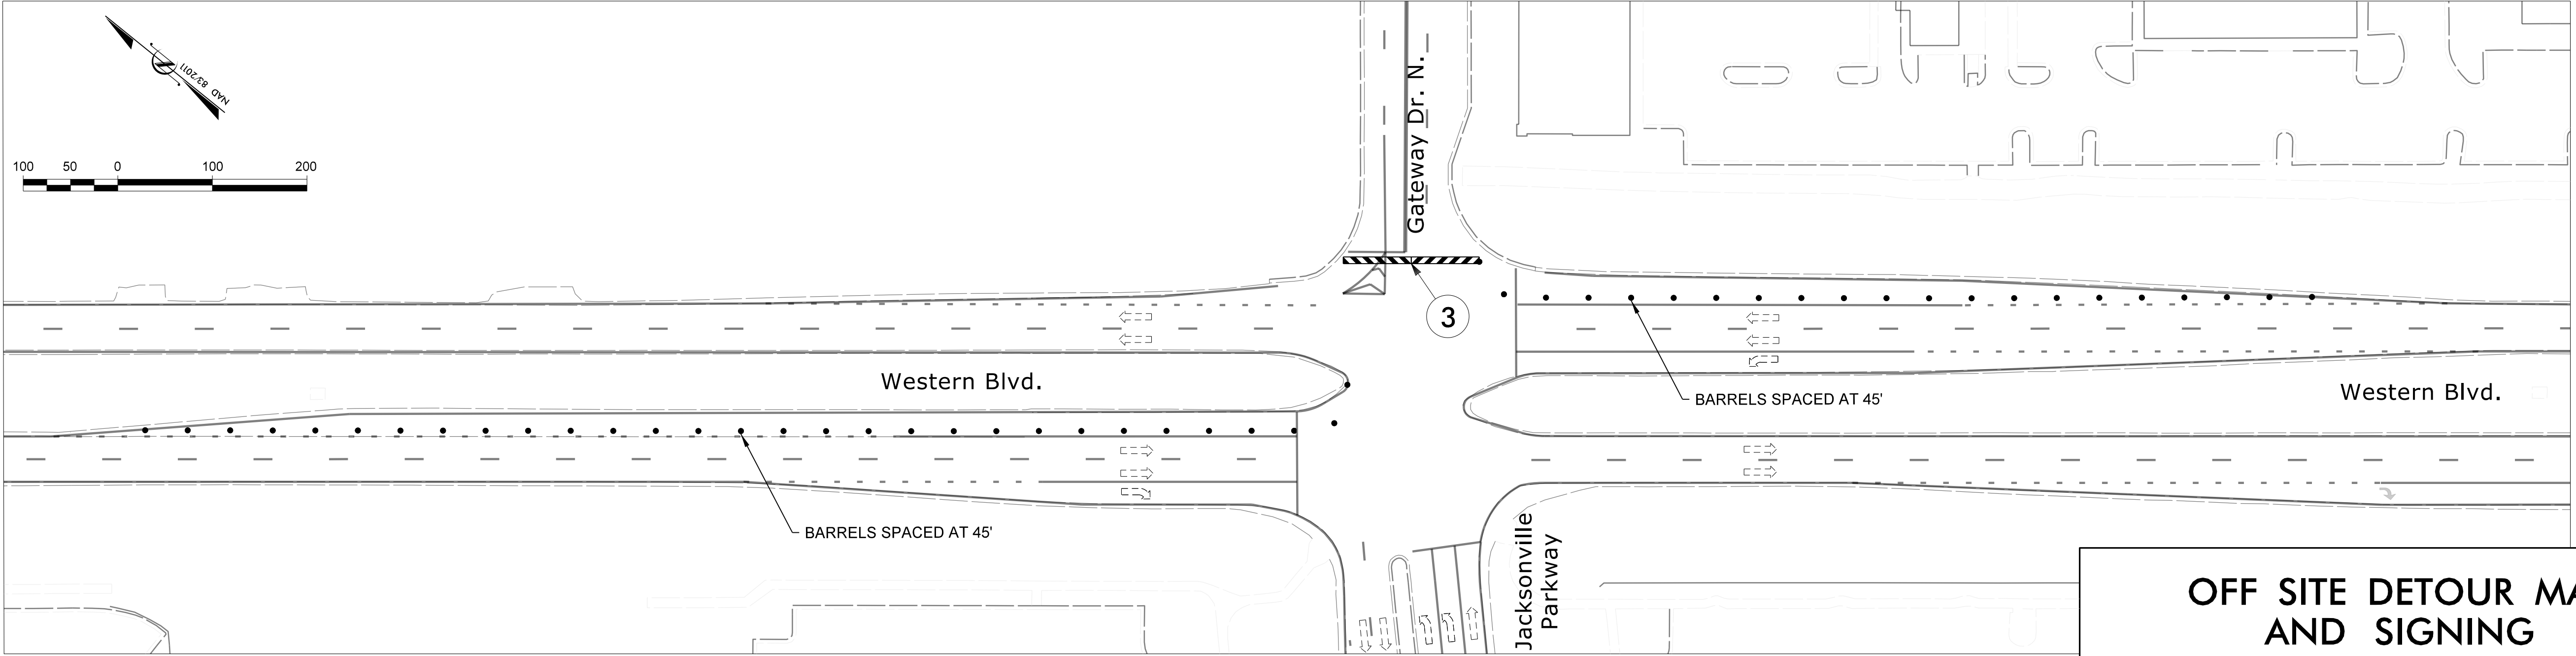 NAD 83/2011
100 50 0 100 200
Gateway Dr. N.
3
Western Blvd.
BARRELS SPACED AT 45'
Western Blvd.
BARRELS SPACED AT 45'
Jacksonville
Parkway
OFF SITE DETOUR MA
AND SIGNING